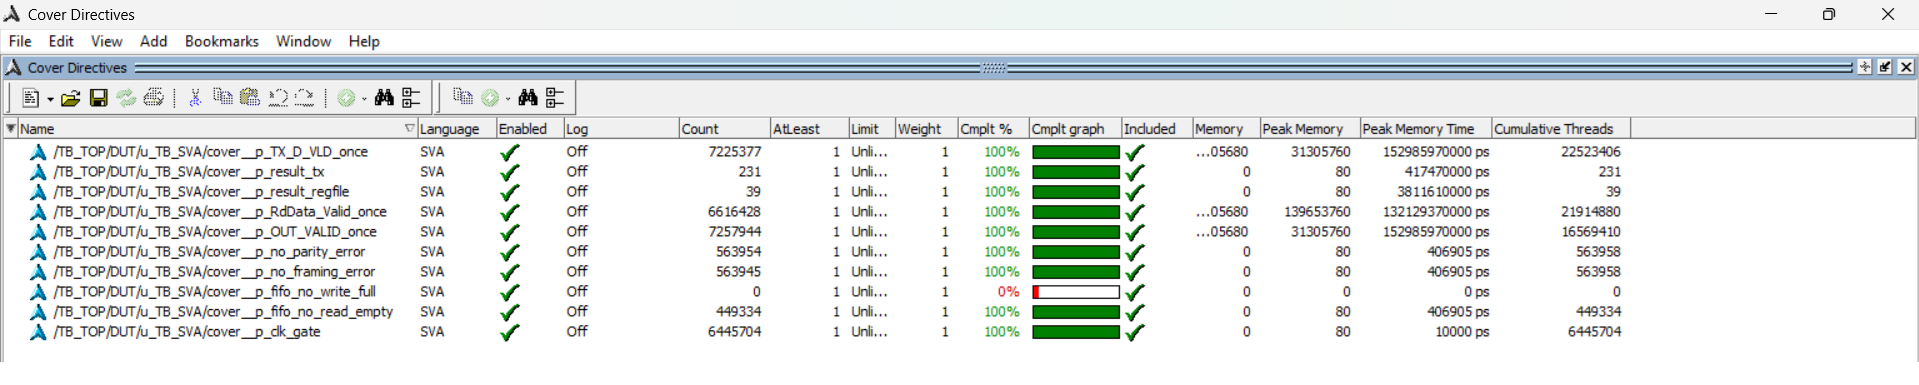 Cover Directives
File Edit View Add Bookmarks Window Help
Cover Directives
Name Language Enabled Log Count AtLeast Limit Weight Cmplt % Cmplt graph Included Memory Peak Memory Peak Memory Time Cumulative Threads
/TB_TOP/DUT/u_TB_SVA/cover__p_TX_D_VLD_once SVA Off 7225377 1 Unli... 1 100% ...05680 31305760 152985970000 ps 22523406
/TB_TOP/DUT/u_TB_SVA/cover__p_result_tx SVA Off 231 1 Unli... 1 100% 0 80 417470000 ps 231
/TB_TOP/DUT/u_TB_SVA/cover__p_result_regfile SVA Off 39 1 Unli... 1 100% 0 80 3811610000 ps 39
/TB_TOP/DUT/u_TB_SVA/cover__p_RdData_Valid_once SVA Off 6616428 1 Unli... 1 100% ...05680 139653760 132129370000 ps 21914880
/TB_TOP/DUT/u_TB_SVA/cover__p_OUT_VALID_once SVA Off 7257944 1 Unli... 1 100% ...05680 31305760 152985970000 ps 16569410
/TB_TOP/DUT/u_TB_SVA/cover__p_no_parity_error SVA Off 563954 1 Unli... 1 100% 0 80 406905 ps 563958
/TB_TOP/DUT/u_TB_SVA/cover__p_no_framing_error SVA Off 563945 1 Unli... 1 100% 0 80 406905 ps 563958
/TB_TOP/DUT/u_TB_SVA/cover__p_fifo_no_write_full SVA Off 0 1 Unli... 1 0% 0 0 0 ps 0
/TB_TOP/DUT/u_TB_SVA/cover__p_fifo_no_read_empty SVA Off 449334 1 Unli... 1 100% 0 80 406905 ps 449334
/TB_TOP/DUT/u_TB_SVA/cover__p_clk_gate SVA Off 6445704 1 Unli... 1 100% 0 80 10000 ps 6445704